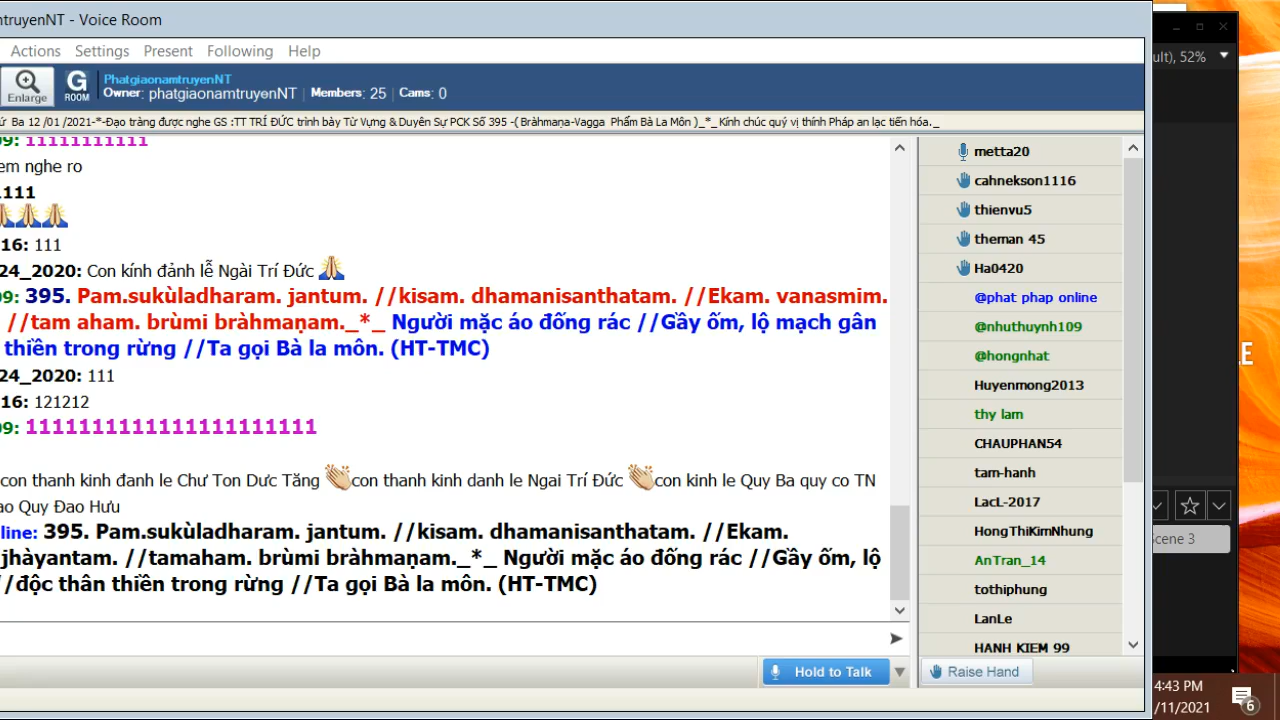 mtruyenNT - Voice Room
Actions Settings Present Following Help
Enlarge
G ROOM
PhatgiaonamtruyenNT
Owner: phatgiaonamtruyenNT | Members: 25 | Cams: 0
ứ Ba 12 /01 /2021-*-Đạo tràng được nghe GS :TT TRÍ ĐỨC trình bày Từ Vựng & Duyên Sự PCK Số 395 -( Bràhmaṇa-Vagga Phẩm Bà La Môn )_*_Kính chúc quý vị thính Pháp an lạc tiến hóa._
09: 11111111111
em nghe ro
1111
16: 111
24_2020: Con kính đảnh lễ Ngài Trí Đức
09: 395. Pam.sukùladharam. jantum. //kisam. dhamanisanthatam. //Ekam. vanasmim.
//tam aham. brùmi bràhmaṇam._*_ Người mặc áo đống rác //Gầy ốm, lộ mạch gân
thiền trong rừng //Ta gọi Bà la môn. (HT-TMC)
24_2020: 111
16: 121212
09: 1111111111111111111111
con thanh kinh đanh le Chư Ton Dưc Tăng con thanh kinh danh le Ngai Trí Đức con kinh le Quy Ba quy co TN
ao Quy Đao Hưu
line: 395. Pam.sukùladharam. jantum. //kisam. dhamanisanthatam. //Ekam.
jhàyantam. //tamaham. brùmi bràhmaṇam._*_ Người mặc áo đống rác //Gầy ốm, lộ
//độc thân thiền trong rừng //Ta gọi Bà la môn. (HT-TMC)
Hold to Talk
metta20
cahnekson1116
thienvu5
theman 45
Ha0420
@phat phap online
@nhuthuynh109
@hongnhat
Huyenmong2013
thy lam
CHAUPHAN54
tam-hanh
LacL-2017
HongThiKimNhung
AnTran_14
tothiphung
LanLe
HANH KIEM 99
Raise Hand
ult), 52%
LE
cene 3
4:43 PM
/11/2021
6